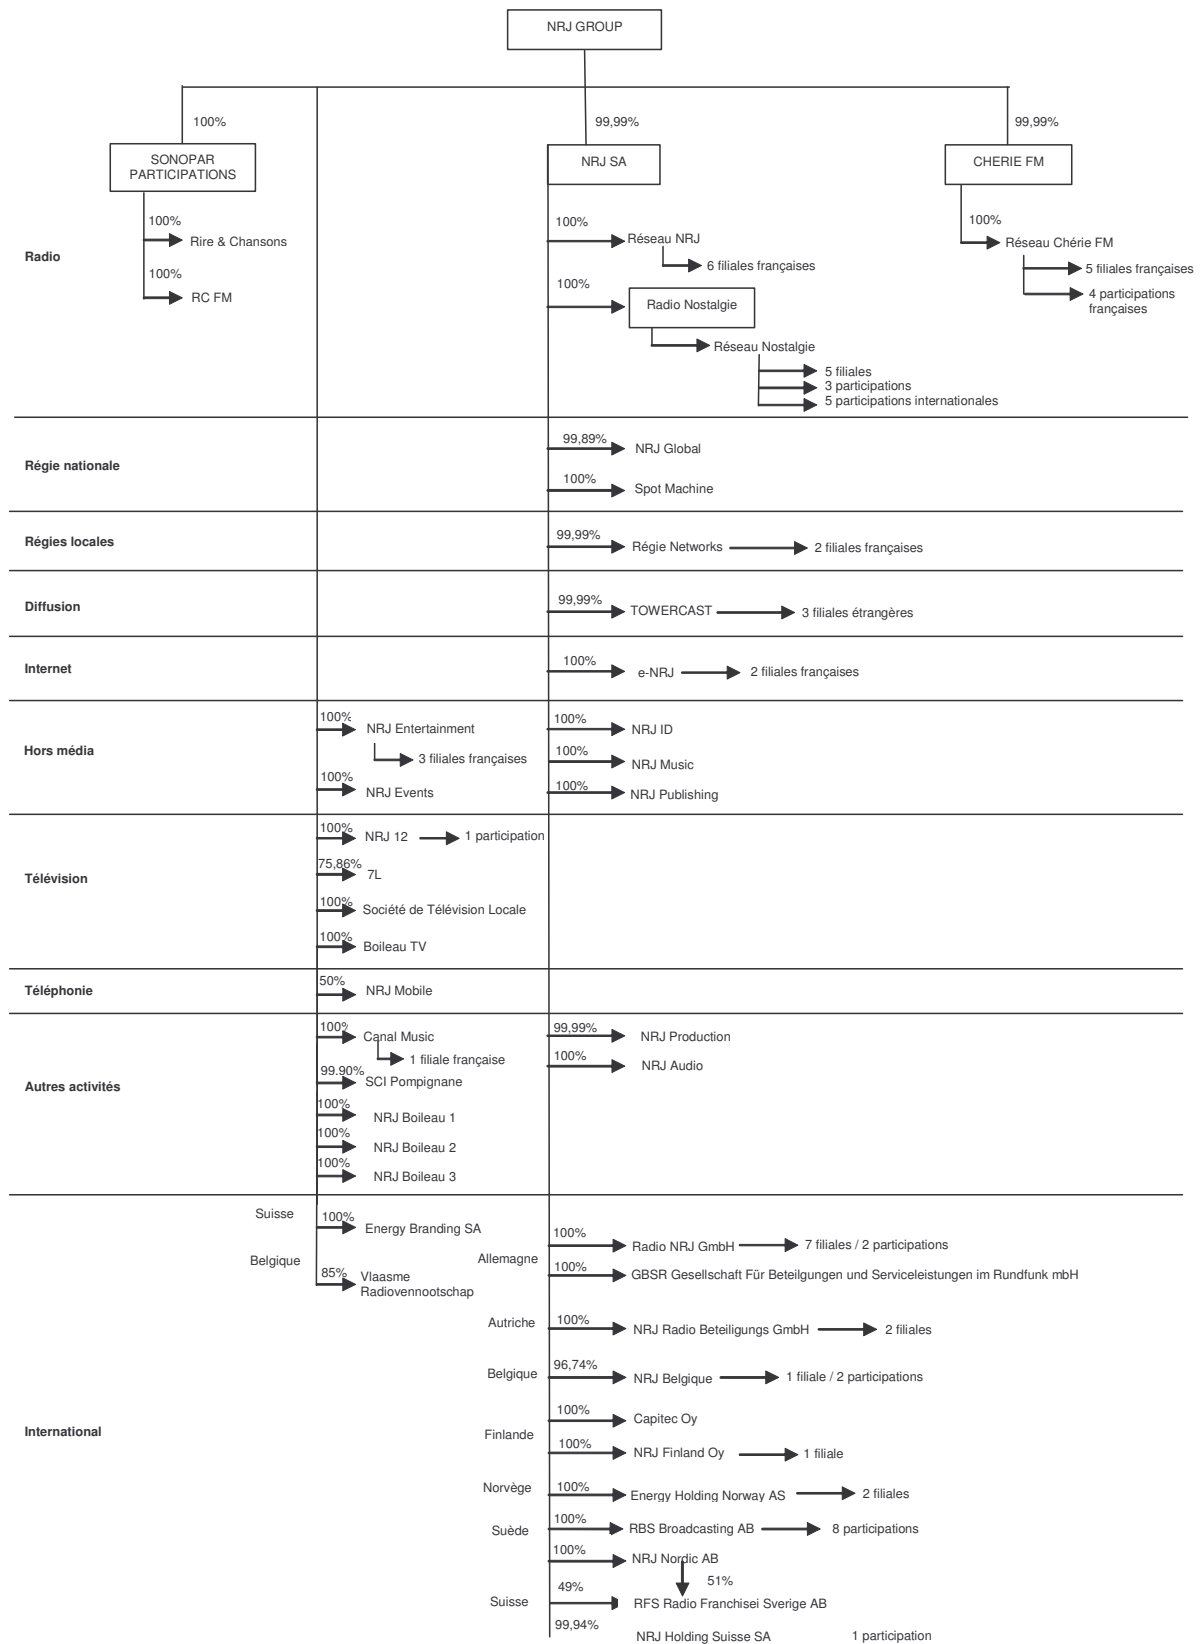 NRJ GROUP
100%
99,99%
99,99%
SONOPAR
PARTICIPATIONS
NRJ SA
CHERIE FM
Radio
100%
Rire & Chansons
100%
RC FM
100%
Réseau NRJ
6 filiales françaises
100%
Radio Nostalgie
Réseau Nostalgie
5 filiales
3 participations
5 participations internationales
100%
Réseau Chérie FM
5 filiales françaises
4 participations
françaises
Régie nationale
99,89%
NRJ Global
100%
Spot Machine
Régies locales
99,99%
Régie Networks
2 filiales françaises
Diffusion
99,99%
TOWERCAST
3 filiales étrangères
Internet
100%
e-NRJ
2 filiales françaises
Hors média
100%
NRJ Entertainment
3 filiales françaises
100%
NRJ Events
100%
NRJ ID
100%
NRJ Music
100%
NRJ Publishing
Télévision
100%
NRJ 12
1 participation
75,86%
7L
100%
Société de Télévision Locale
100%
Boileau TV
Téléphonie
50%
NRJ Mobile
Autres activités
100%
Canal Music
1 filiale française
99.90%
SCI Pompignane
100%
NRJ Boileau 1
100%
NRJ Boileau 2
100%
NRJ Boileau 3
99,99%
NRJ Production
100%
NRJ Audio
International
Suisse
100%
Energy Branding SA
Belgique
85%
Vlaasme
Radiovennootschap
Allemagne
100%
Radio NRJ GmbH
7 filiales / 2 participations
100%
GBSR Gesellschaft Für Beteilgungen und Serviceleistungen im Rundfunk mbH
Autriche
100%
NRJ Radio Beteiligungs GmbH
2 filiales
Belgique
96,74%
NRJ Belgique
1 filiale / 2 participations
Finlande
100%
Capitec Oy
100%
NRJ Finland Oy
1 filiale
Norvège
100%
Energy Holding Norway AS
2 filiales
Suède
100%
RBS Broadcasting AB
8 participations
100%
NRJ Nordic AB
51%
Suisse
49%
RFS Radio Franchisei Sverige AB
99,94%
NRJ Holding Suisse SA
1 participation